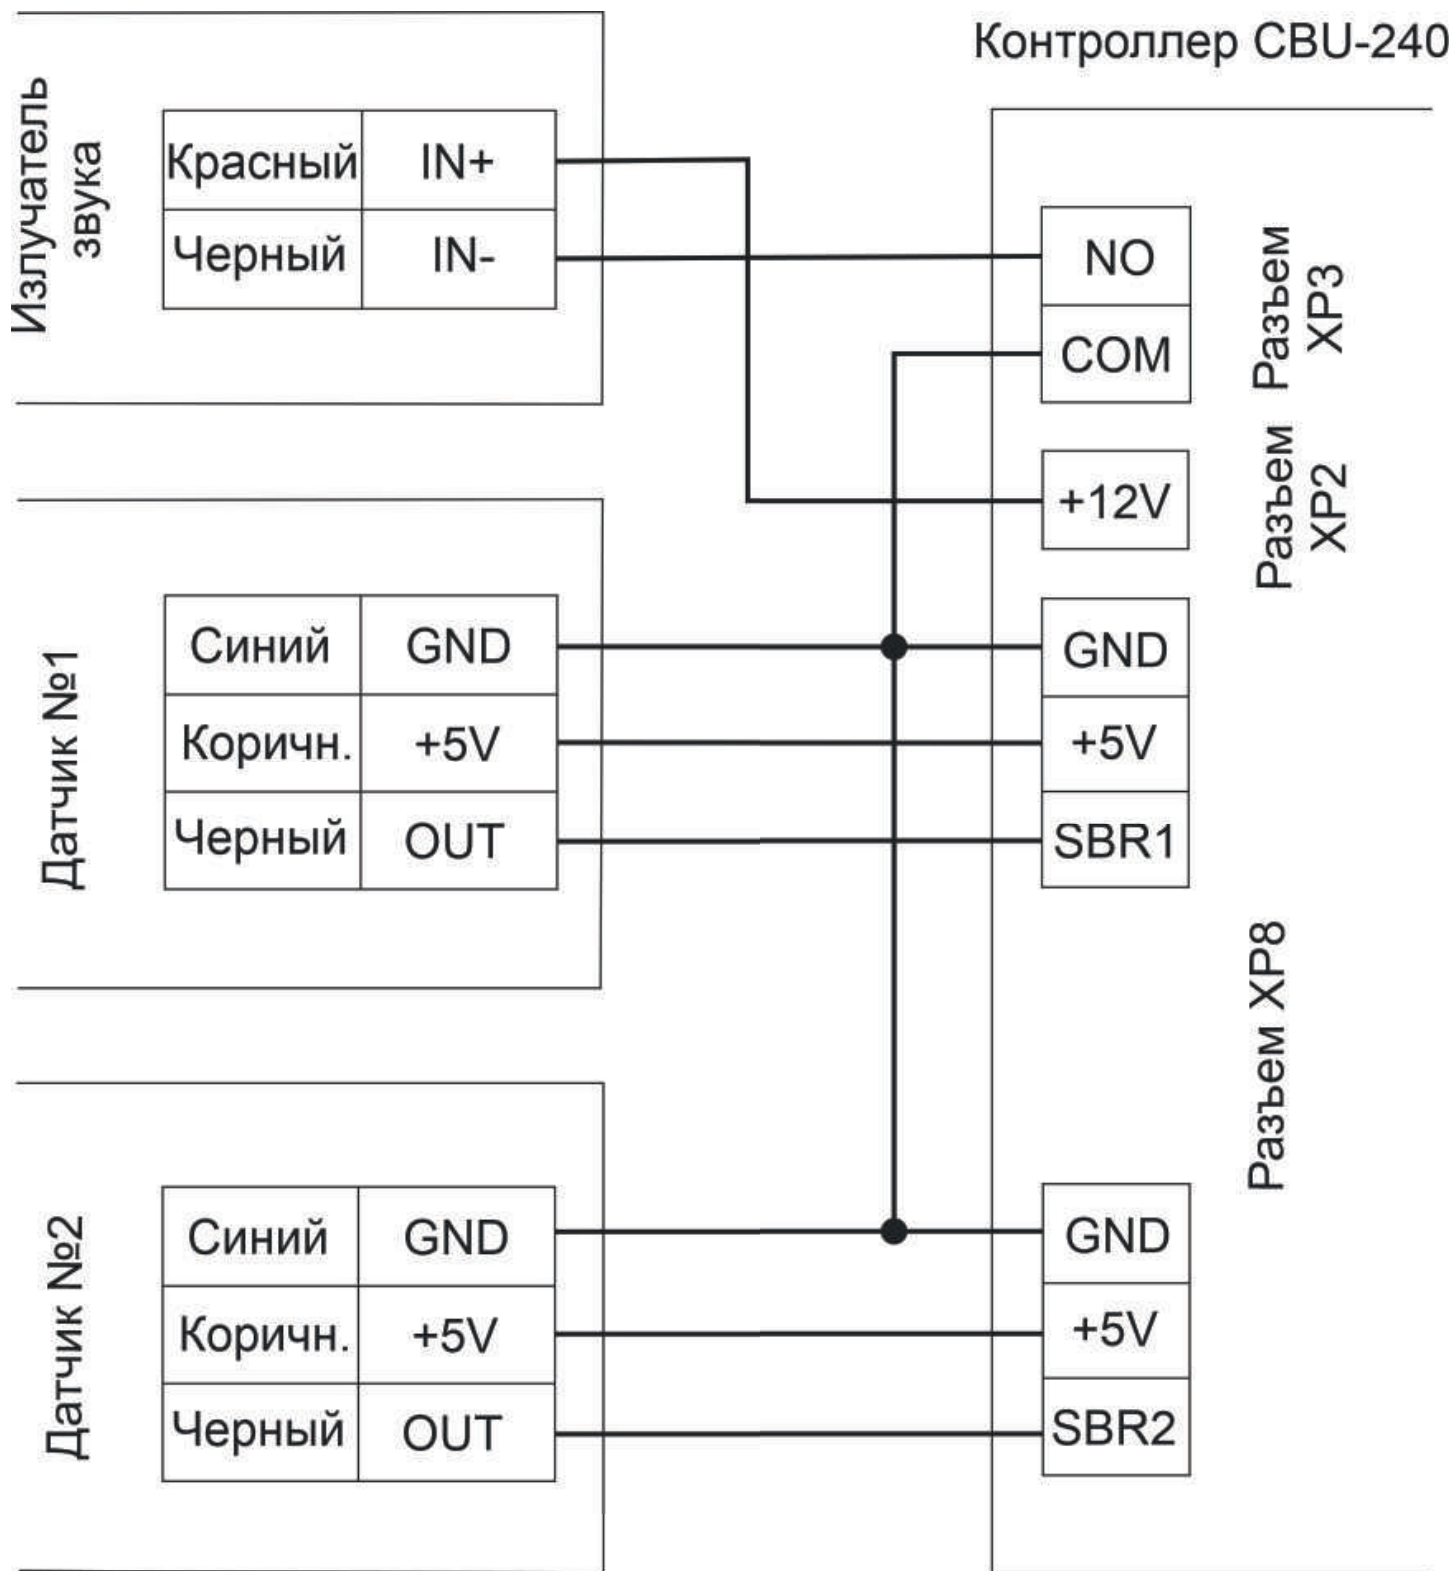 Контроллер CBU-240
Излучатель
звука
Красный IN+
Черный IN-
NO
COM
Разъем
XP3
+12V
Разъем
XP2
Датчик №1
Синий GND
Коричн. +5V
Черный OUT
GND
+5V
SBR1
Разъем XP8
Датчик №2
Синий GND
Коричн. +5V
Черный OUT
GND
+5V
SBR2